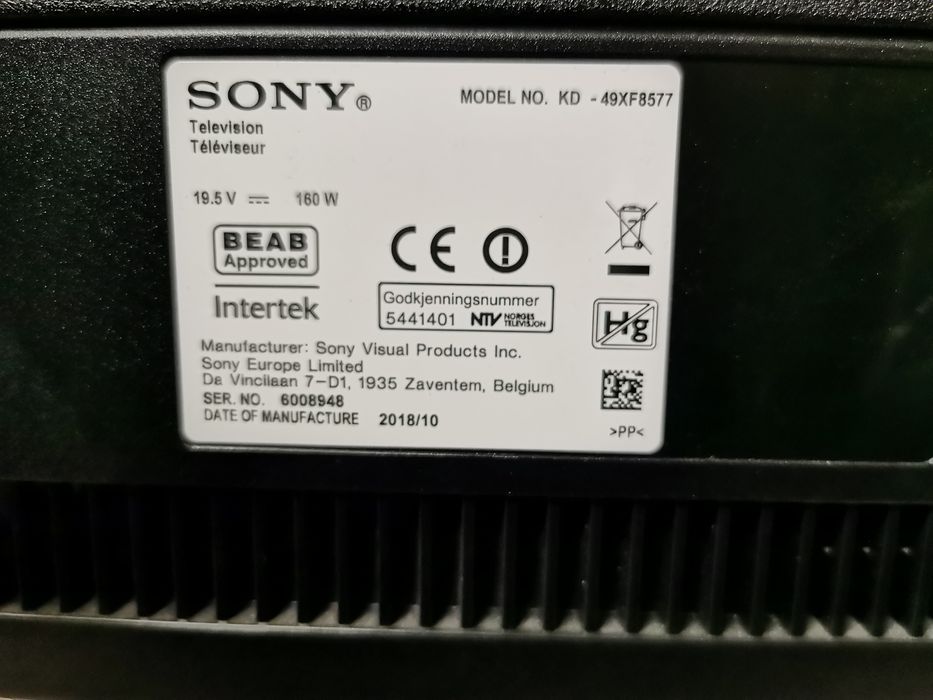 SONY®
MODEL NO. KD - 49XF8577
Television
Téléviseur
19.5 V ⎓ 160 W
BEAB
Approved
Intertek
CE
Godkjenningsnummer
5441401 NTV NORGES
TELEVISJON
Hg
Manufacturer: Sony Visual Products Inc.
Sony Europe Limited
Da Vincilaan 7-D1, 1935 Zaventem, Belgium
SER. NO. 6008948
DATE OF MANUFACTURE 2018/10
>PP<